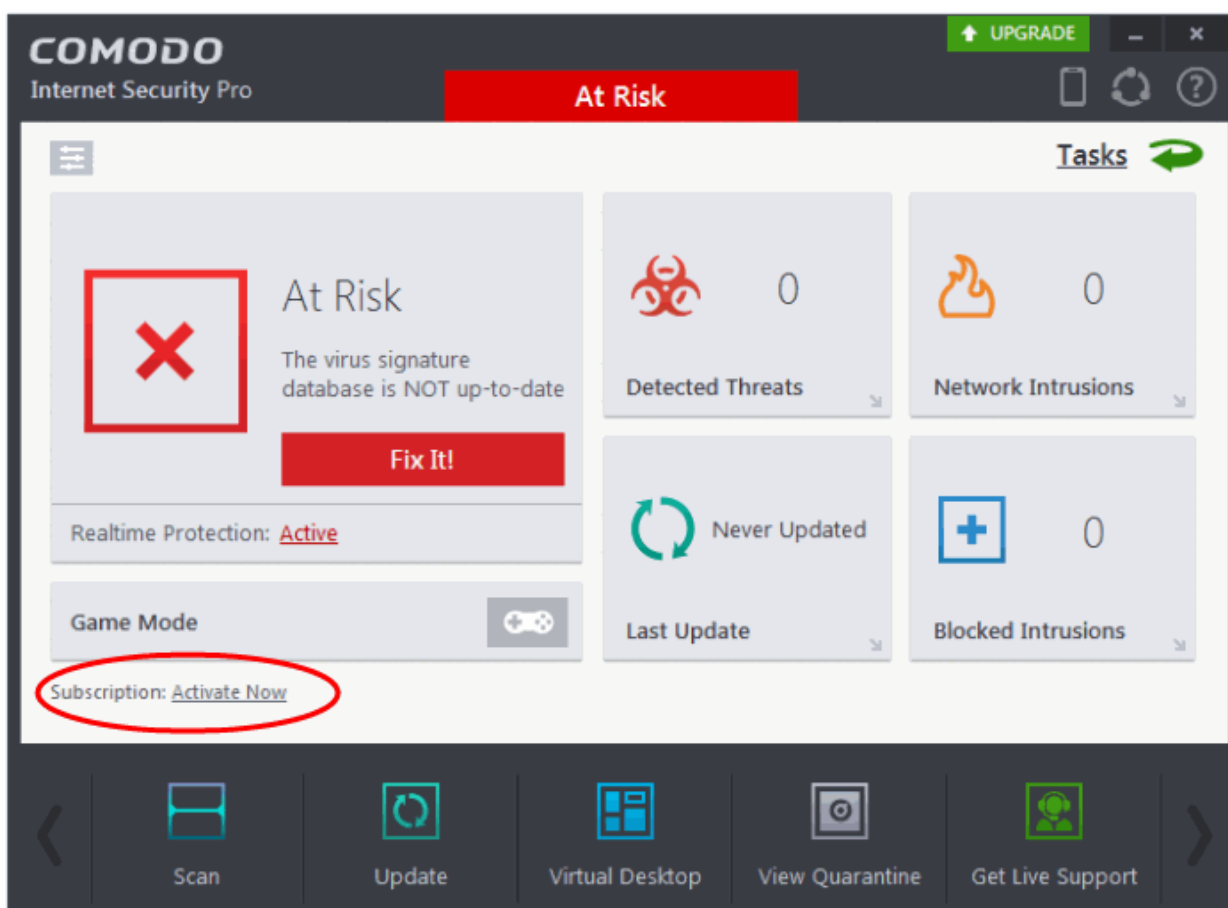 COMODO
Internet Security Pro
UPGRADE
At Risk
Tasks
At Risk
The virus signature
database is NOT up-to-date
Fix It!
Realtime Protection: Active
Game Mode
Subscription: Activate Now
0
Detected Threats
0
Network Intrusions
Never Updated
Last Update
0
Blocked Intrusions
Scan
Update
Virtual Desktop
View Quarantine
Get Live Support